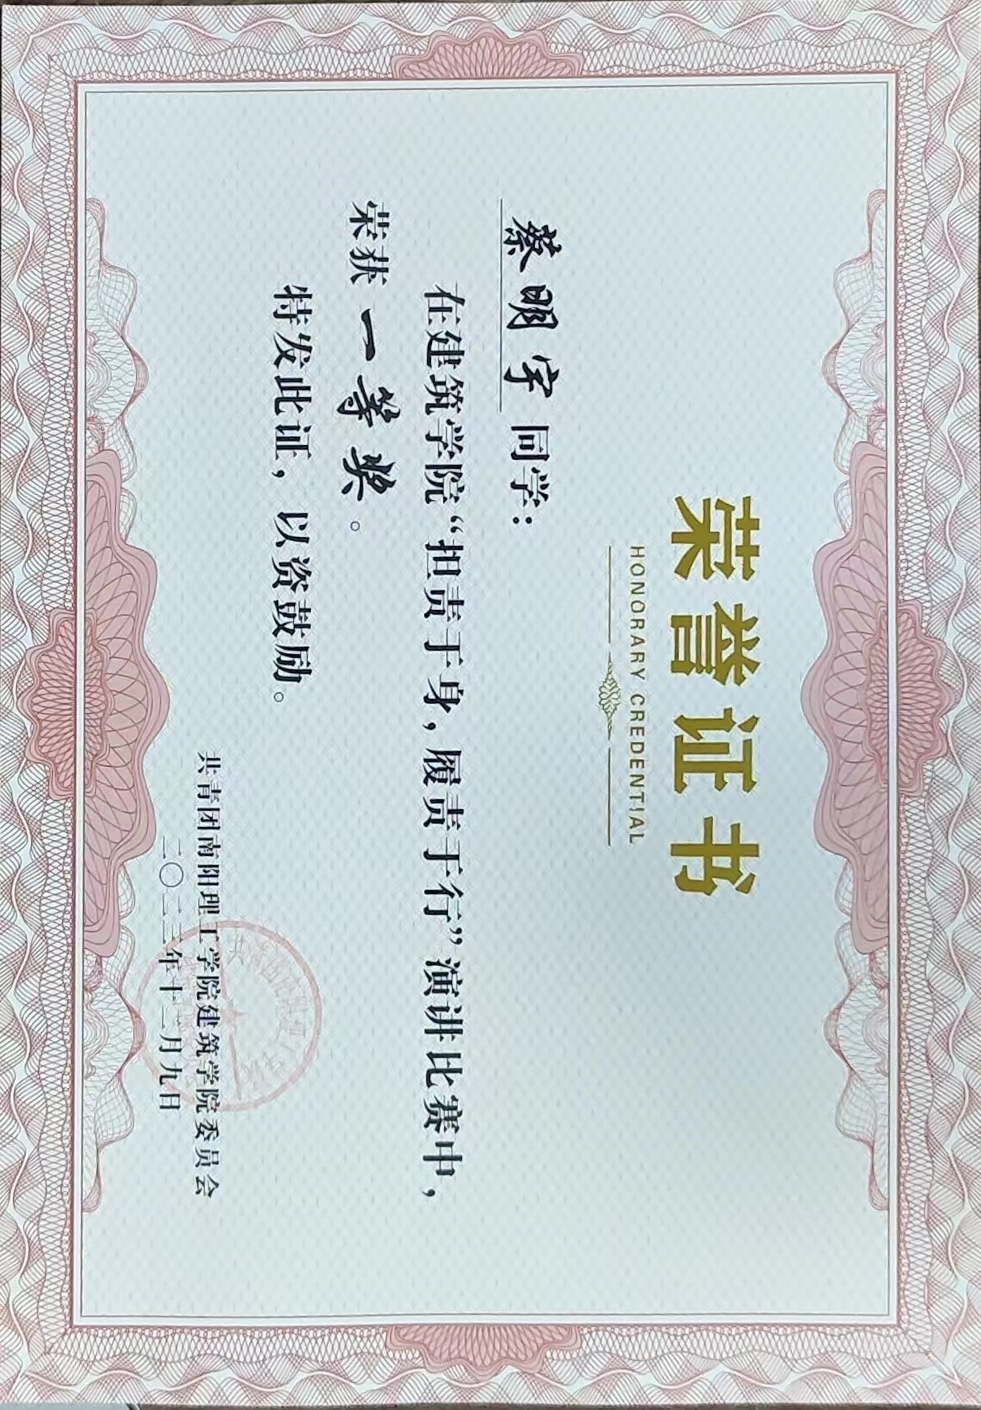 荣誉证书
HONORARY CREDENTIAL
蔡明宇 同学：
在建筑学院“担责于身，履责于行”演讲比赛中，
荣获 一等奖。
特发此证，以资鼓励。
共青团南阳理工学院建筑学院委员会
二〇二三年十二月九日